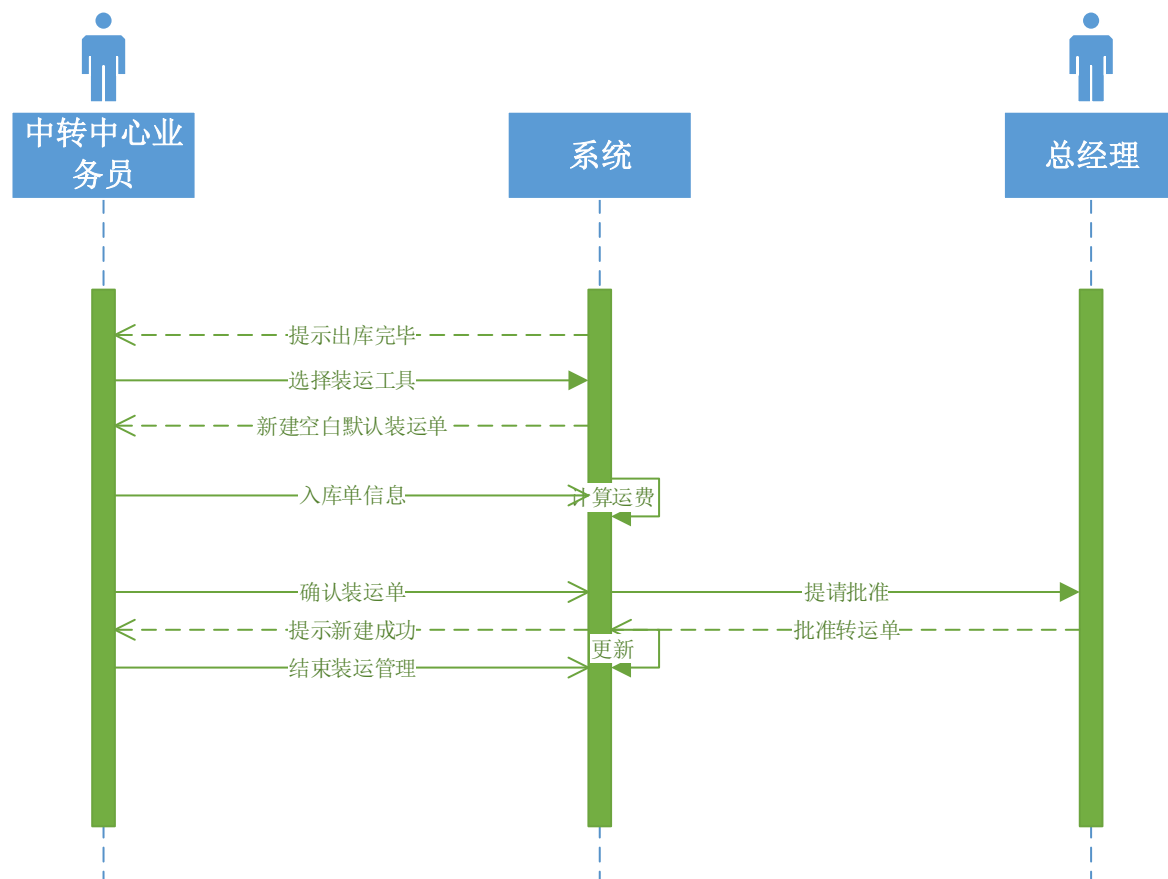 中转中心业
务员
系统
总经理
提示出库完毕
选择装运工具
新建空白默认装运单
入库单信息
计算运费
确认装运单
提请批准
提示新建成功
批准转运单
更新
结束装运管理